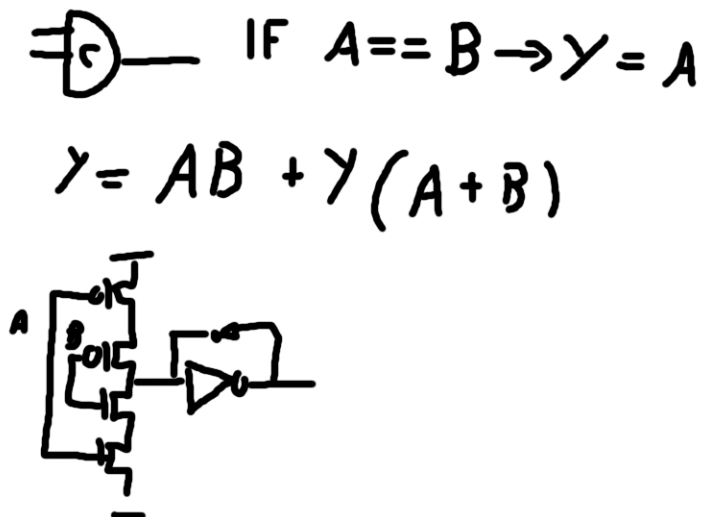 C IF A == B → Y = A
Y = AB + Y (A + B)
A
B